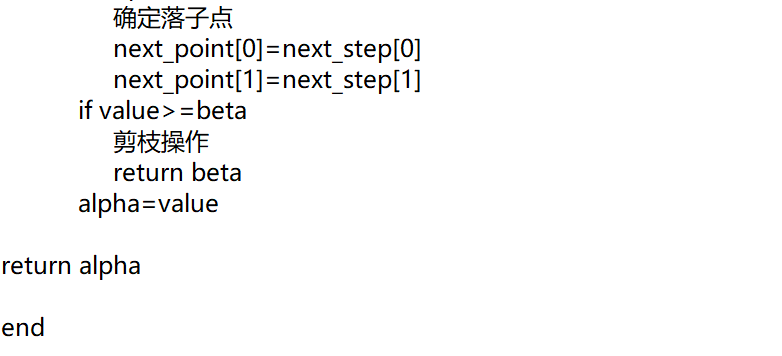 确定落子点
next_point[0]=next_step[0]
next_point[1]=next_step[1]
if value>=beta
剪枝操作
return beta
alpha=value
return alpha
end